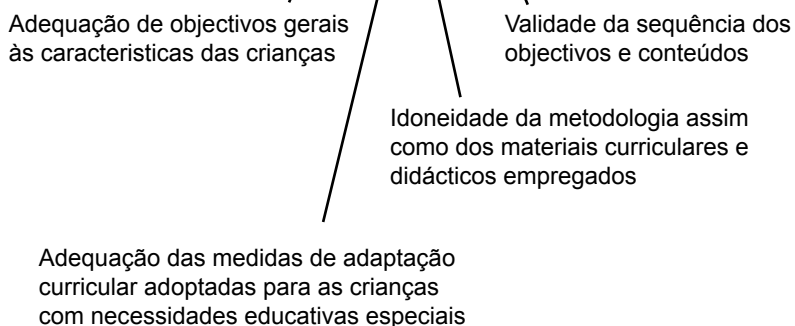 Adequação de objectivos gerais
às caracteristicas das crianças
Validade da sequência dos
objectivos e conteúdos
Idoneidade da metodologia assim
como dos materiais curriculares e
didácticos empregados
Adequação das medidas de adaptação
curricular adoptadas para as crianças
com necessidades educativas especiais